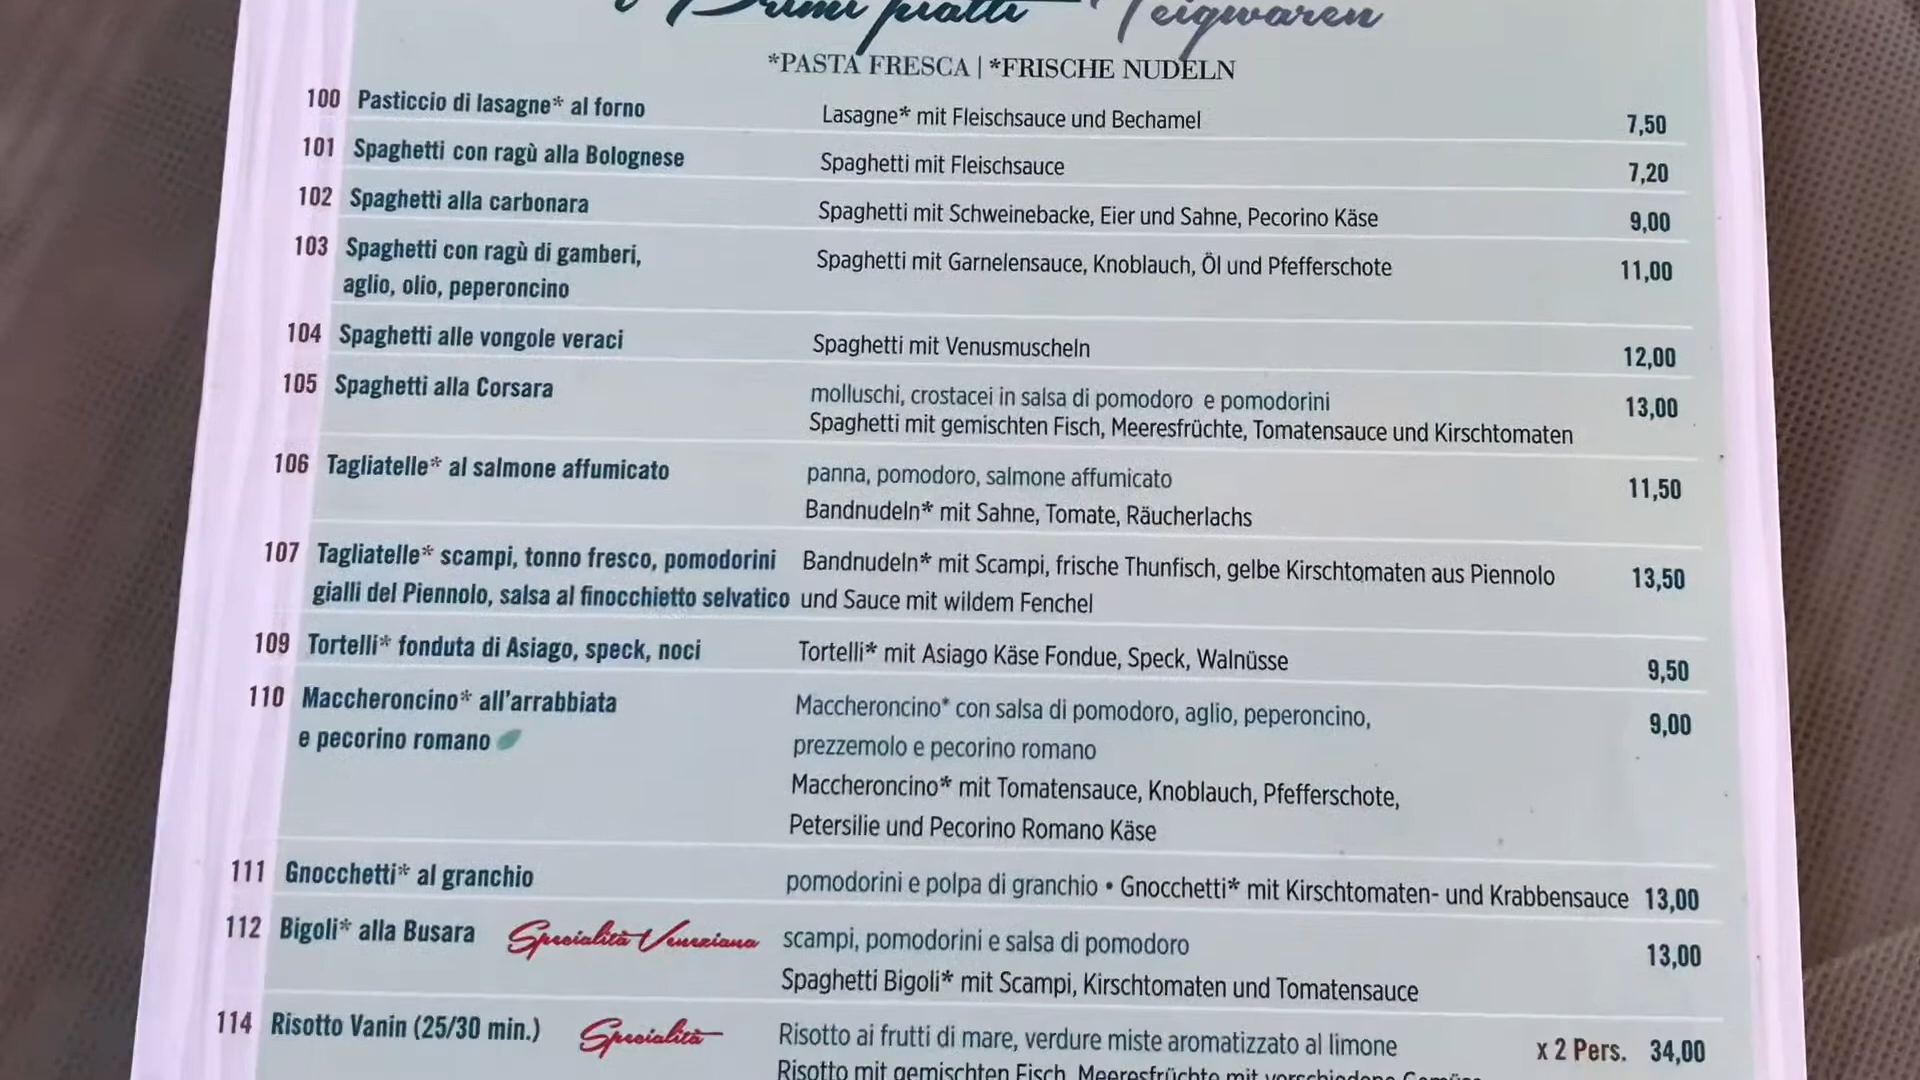 Primi piatti Teigwaren
*PASTA FRESCA | *FRISCHE NUDELN
100 Pasticcio di lasagne* al forno Lasagne* mit Fleischsauce und Bechamel 7,50
101 Spaghetti con ragù alla Bolognese Spaghetti mit Fleischsauce 7,20
102 Spaghetti alla carbonara Spaghetti mit Schweinebacke, Eier und Sahne, Pecorino Käse 9,00
103 Spaghetti con ragù di gamberi, Spaghetti mit Garnelensauce, Knoblauch, Öl und Pfefferschote 11,00
aglio, olio, peperoncino
104 Spaghetti alle vongole veraci Spaghetti mit Venusmuscheln 12,00
105 Spaghetti alla Corsara molluschi, crostacei in salsa di pomodoro e pomodorini 13,00
Spaghetti mit gemischten Fisch, Meeresfrüchte, Tomatensauce und Kirschtomaten
106 Tagliatelle* al salmone affumicato panna, pomodoro, salmone affumicato 11,50
Bandnudeln* mit Sahne, Tomate, Räucherlachs
107 Tagliatelle* scampi, tonno fresco, pomodorini Bandnudeln* mit Scampi, frische Thunfisch, gelbe Kirschtomaten aus Piennolo 13,50
gialli del Piennolo, salsa al finocchietto selvatico und Sauce mit wildem Fenchel
109 Tortelli* fonduta di Asiago, speck, noci Tortelli* mit Asiago Käse Fondue, Speck, Walnüsse 9,50
110 Maccheroncino* all'arrabbiata Maccheroncino* con salsa di pomodoro, aglio, peperoncino, 9,00
e pecorino romano prezzemolo e pecorino romano
Maccheroncino* mit Tomatensauce, Knoblauch, Pfefferschote,
Petersilie und Pecorino Romano Käse
111 Gnocchetti* al granchio pomodorini e polpa di granchio • Gnocchetti* mit Kirschtomaten- und Krabbensauce 13,00
112 Bigoli* alla Busara Specialità Veneziana scampi, pomodorini e salsa di pomodoro 13,00
Spaghetti Bigoli* mit Scampi, Kirschtomaten und Tomatensauce
114 Risotto Vanin (25/30 min.) Specialità Risotto ai frutti di mare, verdure miste aromatizzato al limone x 2 Pers. 34,00
Risotto mit gemischten Fisch, Meeresfrüchte mit